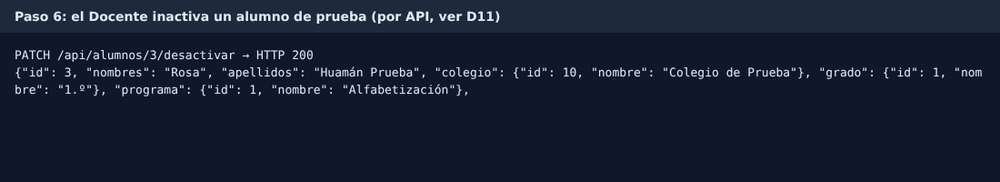 Paso 6: el Docente inactiva un alumno de prueba (por API, ver D11)
PATCH /api/alumnos/3/desactivar → HTTP 200
{"id": 3, "nombres": "Rosa", "apellidos": "Huamán Prueba", "colegio": {"id": 10, "nombre": "Colegio de Prueba"}, "grado": {"id": 1, "nom
bre": "1.º"}, "programa": {"id": 1, "nombre": "Alfabetización"},